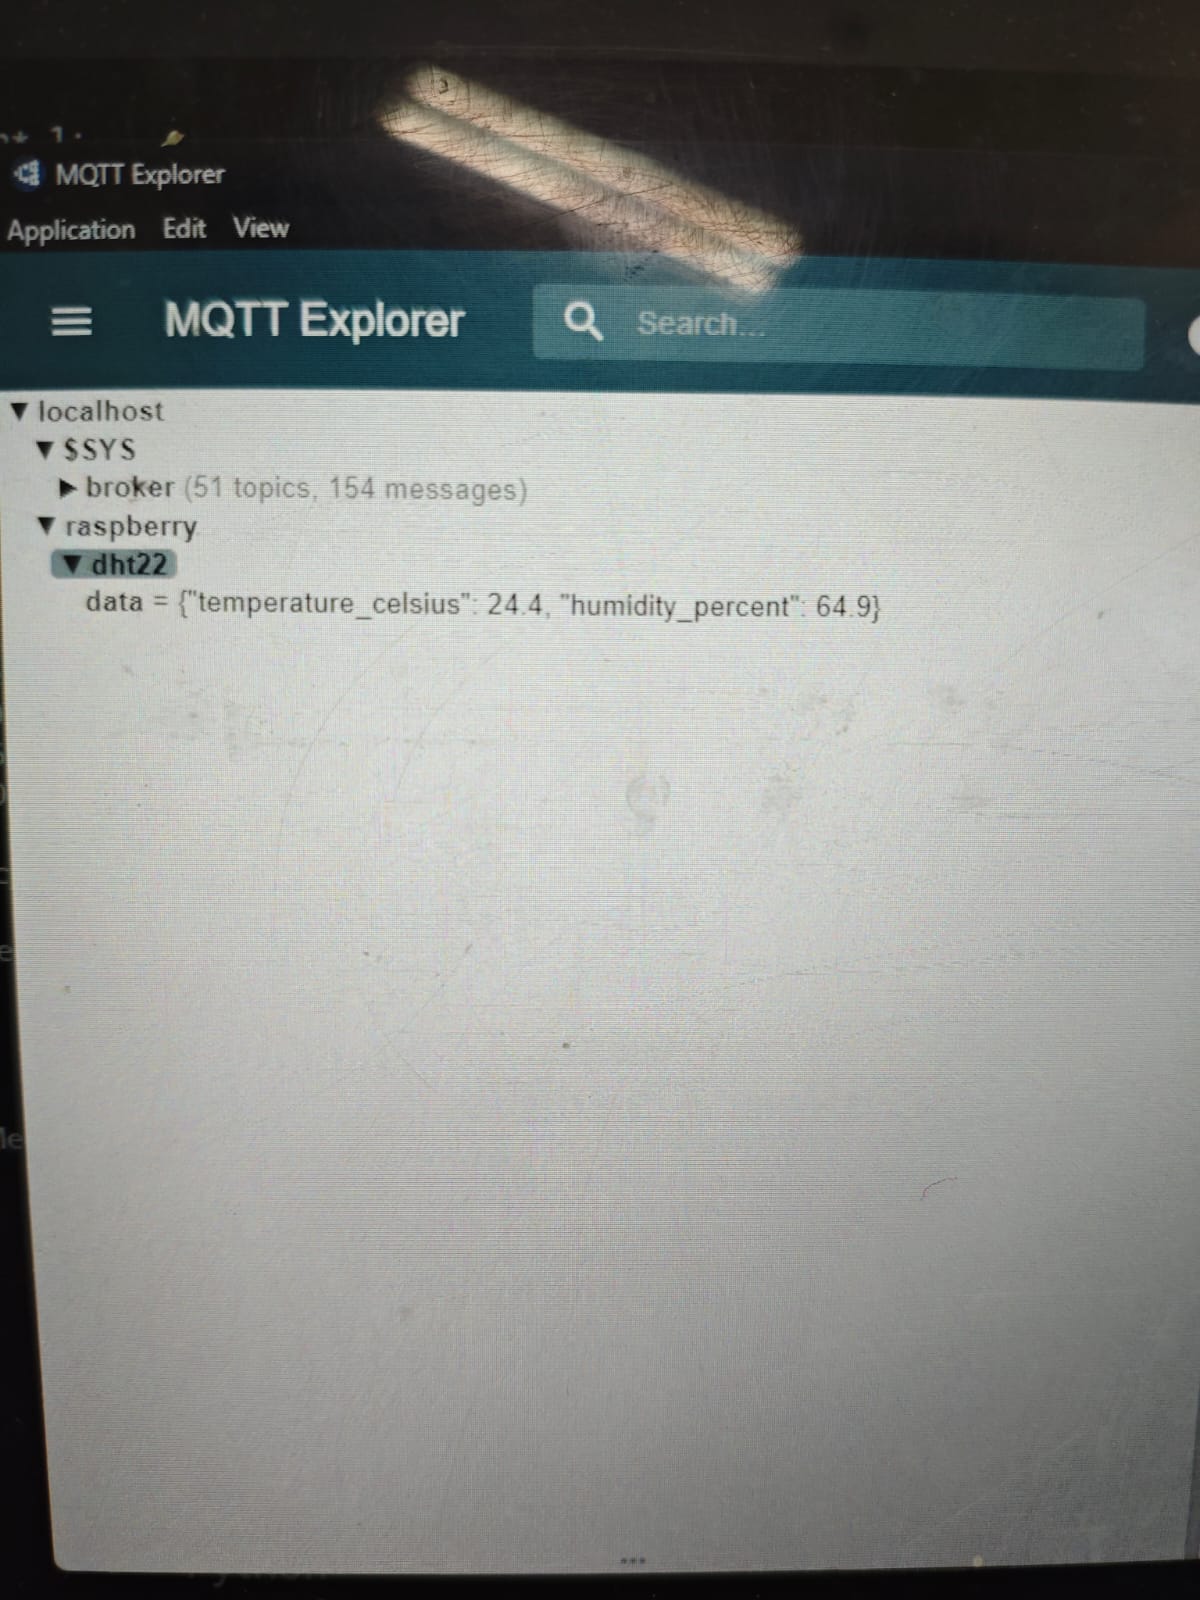 MQTT Explorer
Application Edit View
MQTT Explorer Search...
▼ localhost
▼ $SYS
▶ broker (51 topics, 154 messages)
▼ raspberry
▼ dht22
data = {"temperature_celsius": 24.4, "humidity_percent": 64.9}